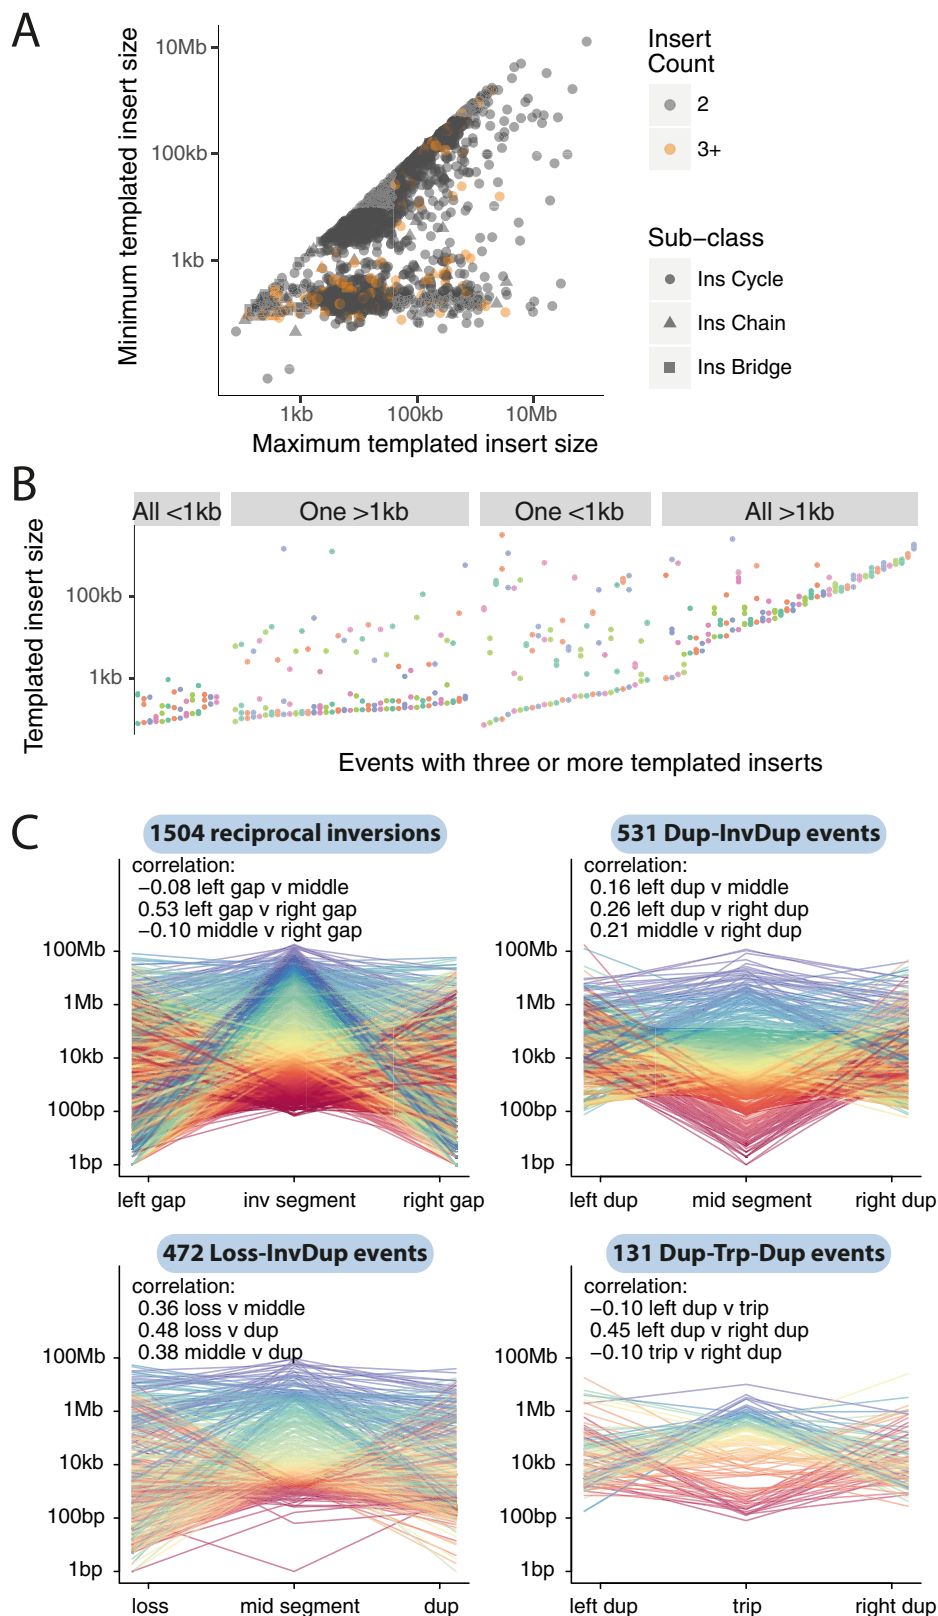 A
Minimum templated insert size
10Mb
100kb
1kb
1kb
100kb
10Mb
Maximum templated insert size
Insert
Count
2
3+
Sub−class
Ins Cycle
Ins Chain
Ins Bridge
B
Templated insert size
All <1kb
One >1kb
One <1kb
All >1kb
100kb
1kb
Events with three or more templated inserts
C
1504 reciprocal inversions
correlation:
−0.08 left gap v middle
0.53 left gap v right gap
−0.10 middle v right gap
100Mb
1Mb
10kb
100bp
1bp
left gap
inv segment
right gap
531 Dup-InvDup events
correlation:
0.16 left dup v middle
0.26 left dup v right dup
0.21 middle v right dup
100Mb
1Mb
10kb
100bp
1bp
left dup
mid segment
right dup
472 Loss-InvDup events
correlation:
0.36 loss v middle
0.48 loss v dup
0.38 middle v dup
100Mb
1Mb
10kb
100bp
1bp
loss
mid segment
dup
131 Dup-Trp-Dup events
correlation:
−0.10 left dup v trip
0.45 left dup v right dup
−0.10 trip v right dup
100Mb
1Mb
10kb
100bp
1bp
left dup
trip
right dup